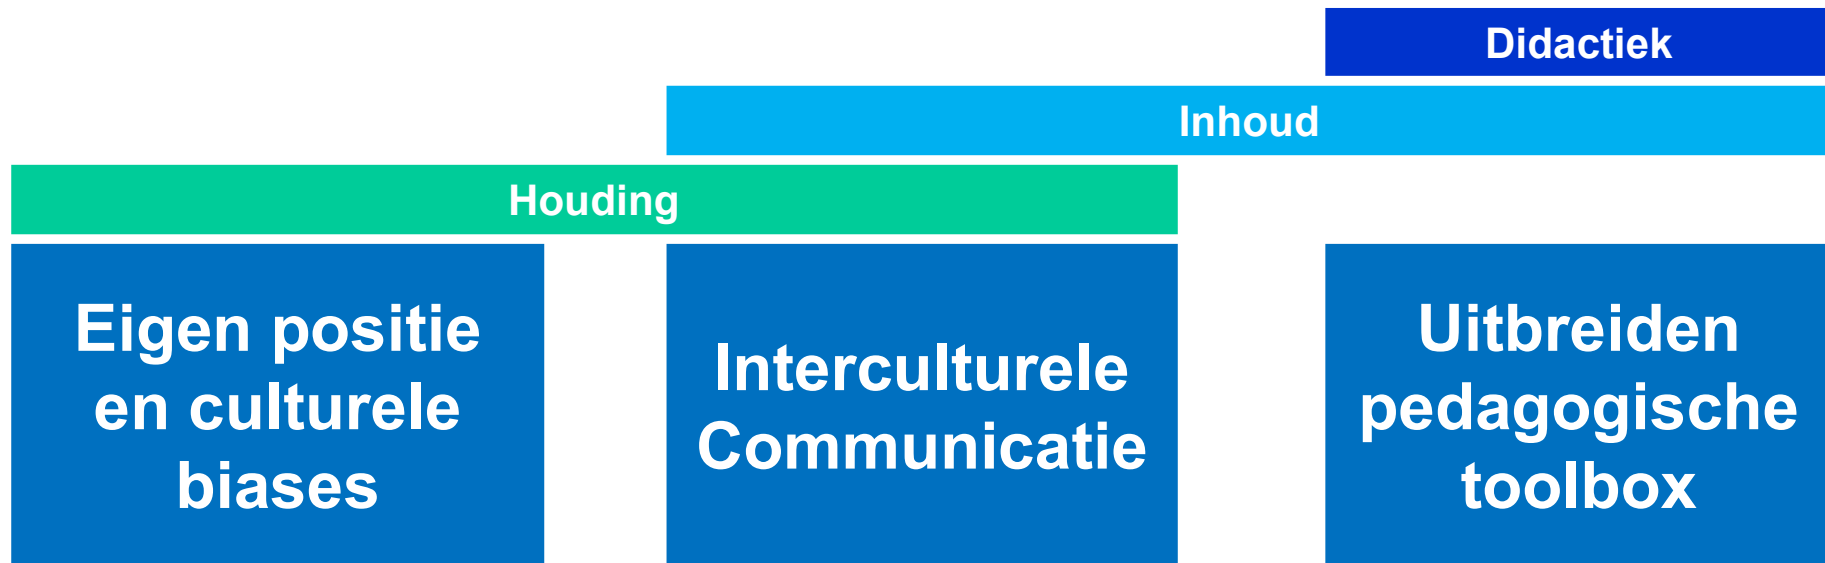 Didactiek
Inhoud
Houding
Eigen positie
en culturele
biases
Interculturele
Communicatie
Uitbreiden
pedagogische
toolbox